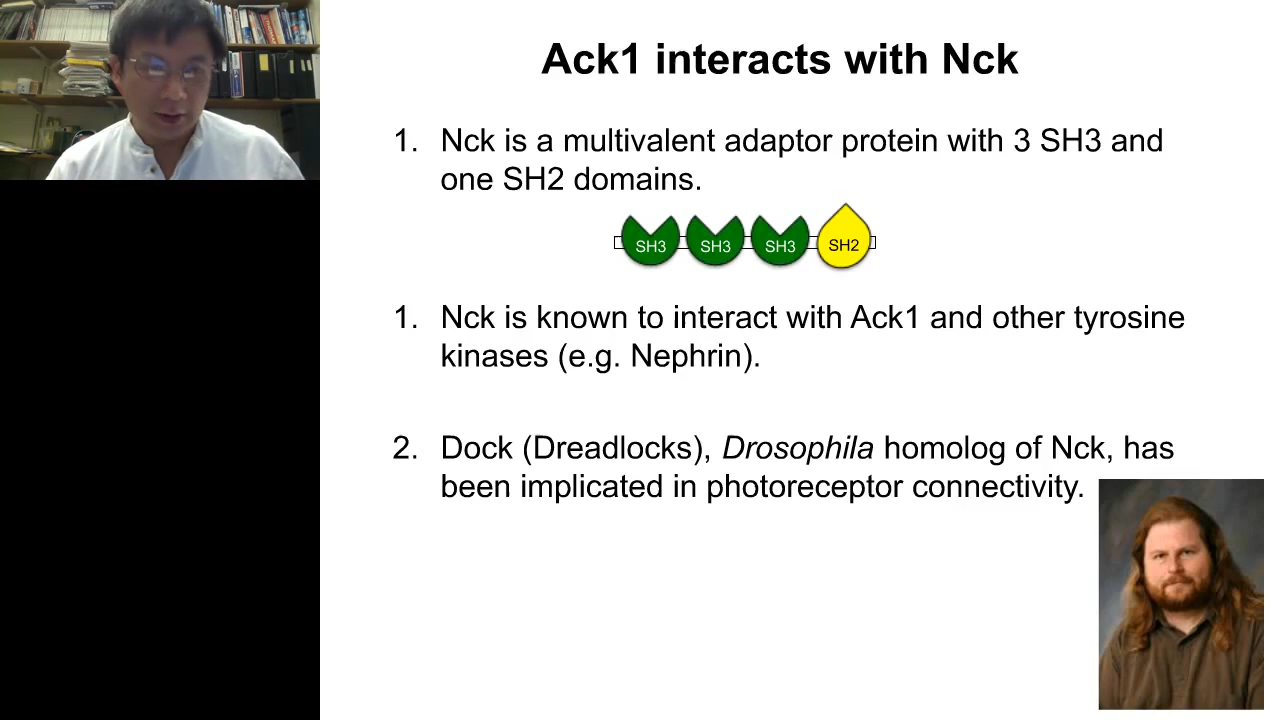 Ack1 interacts with Nck
1. Nck is a multivalent adaptor protein with 3 SH3 and
one SH2 domains.
SH3 SH3 SH3 SH2
1. Nck is known to interact with Ack1 and other tyrosine
kinases (e.g. Nephrin).
2. Dock (Dreadlocks), Drosophila homolog of Nck, has
been implicated in photoreceptor connectivity.